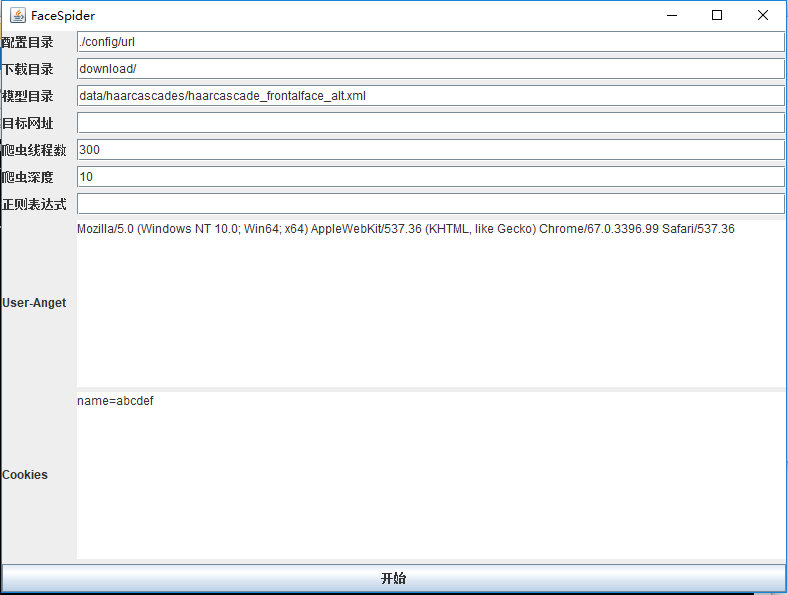 FaceSpider
配置目录 ./config/url
下载目录 download/
模型目录 data/haarcascades/haarcascade_frontalface_alt.xml
目标网址
爬虫线程数 300
爬虫深度 10
正则表达式
Mozilla/5.0 (Windows NT 10.0; Win64; x64) AppleWebKit/537.36 (KHTML, like Gecko) Chrome/67.0.3396.99 Safari/537.36
User-Anget
name=abcdef
Cookies
开始